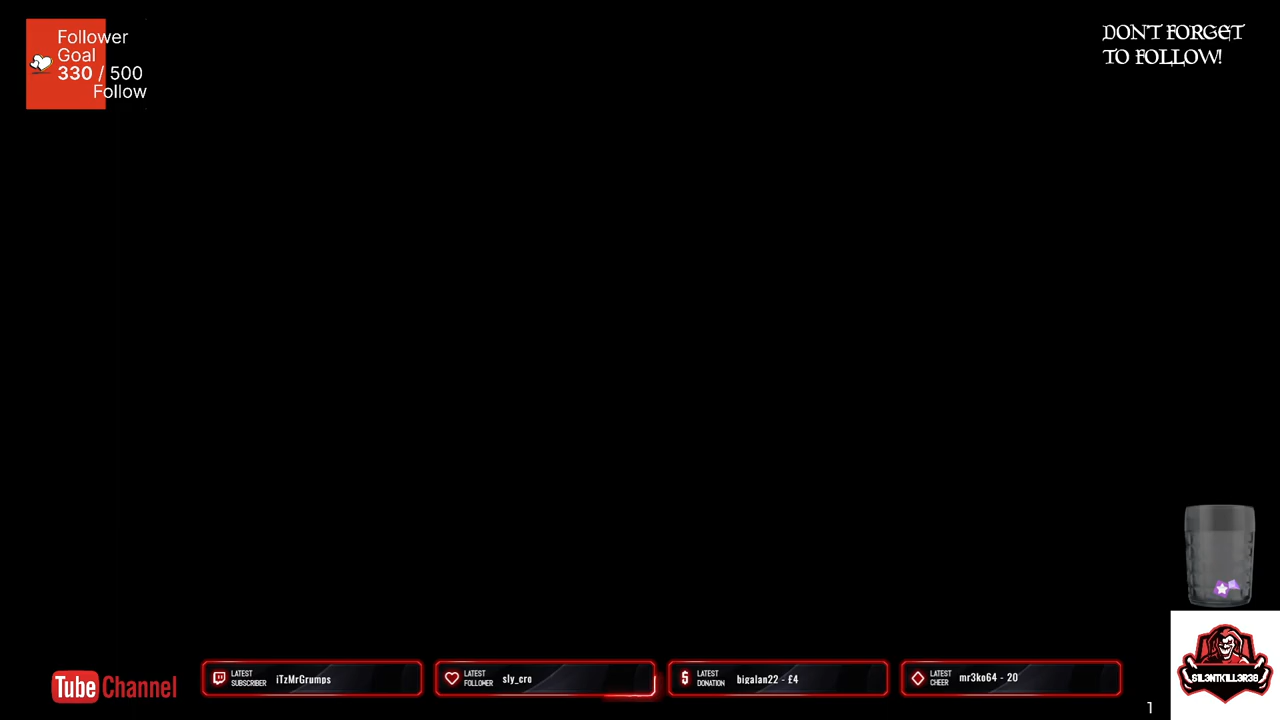 Follower
Goal
330 / 500
Follow
DON'T FORGET
TO FOLLOW!
Tube Channel
LATEST
SUBSCRIBER
iTzMrGrumps
LATEST
FOLLOWER
sly_cro
LATEST
DONATION
bigalan22 - £4
LATEST
CHEER
mr3ko64 - 20
1
S1L3NTK1LL3R38